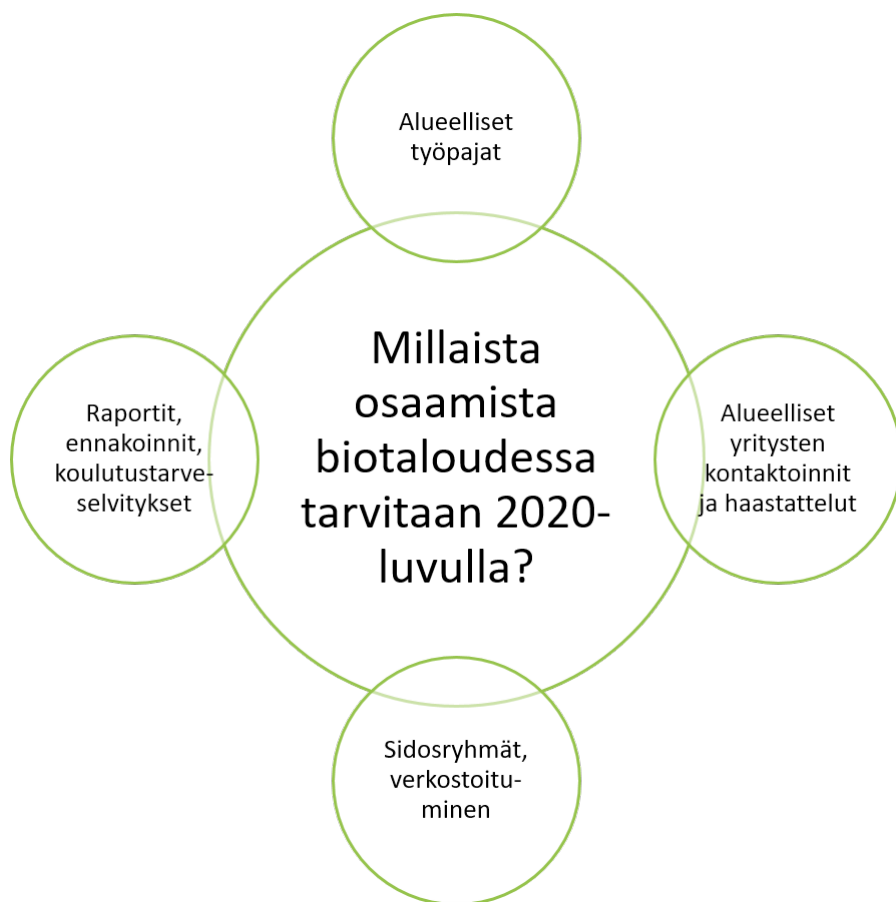 Alueelliset
työpajat
Millaista
osaamista
biotaloudessa
tarvitaan 2020-
luvulla?
Raportit,
ennakoinnit,
koulutustarve-
selvitykset
Alueelliset
yritysten
kontaktoinnit
ja haastattelut
Sidosryhmät,
verkostoitu-
minen